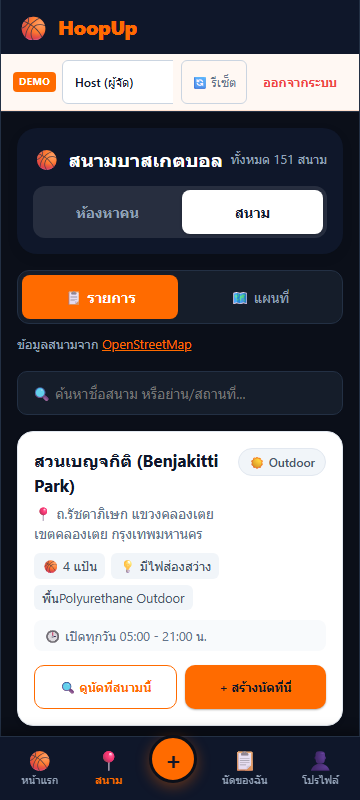 HoopUp
DEMO
Host (ผู้จัด)
รีเซ็ต
ออกจากระบบ
สนามบาสเกตบอล
ทั้งหมด 151 สนาม
ห้องหาคน
สนาม
รายการ
แผนที่
ข้อมูลสนามจาก OpenStreetMap
ค้นหาชื่อสนาม หรือย่าน/สถานที่...
สวนเบญจกิติ (Benjakitti
Park)
Outdoor
ถ.รัชดาภิเษก แขวงคลองเตย
เขตคลองเตย กรุงเทพมหานคร
4 แป้น
มีไฟส่องสว่าง
พื้นPolyurethane Outdoor
เปิดทุกวัน 05:00 - 21:00 น.
ดูนัดที่สนามนี้
+ สร้างนัดที่นี่
+
หน้าแรก
สนาม
นัดของฉัน
โปรไฟล์